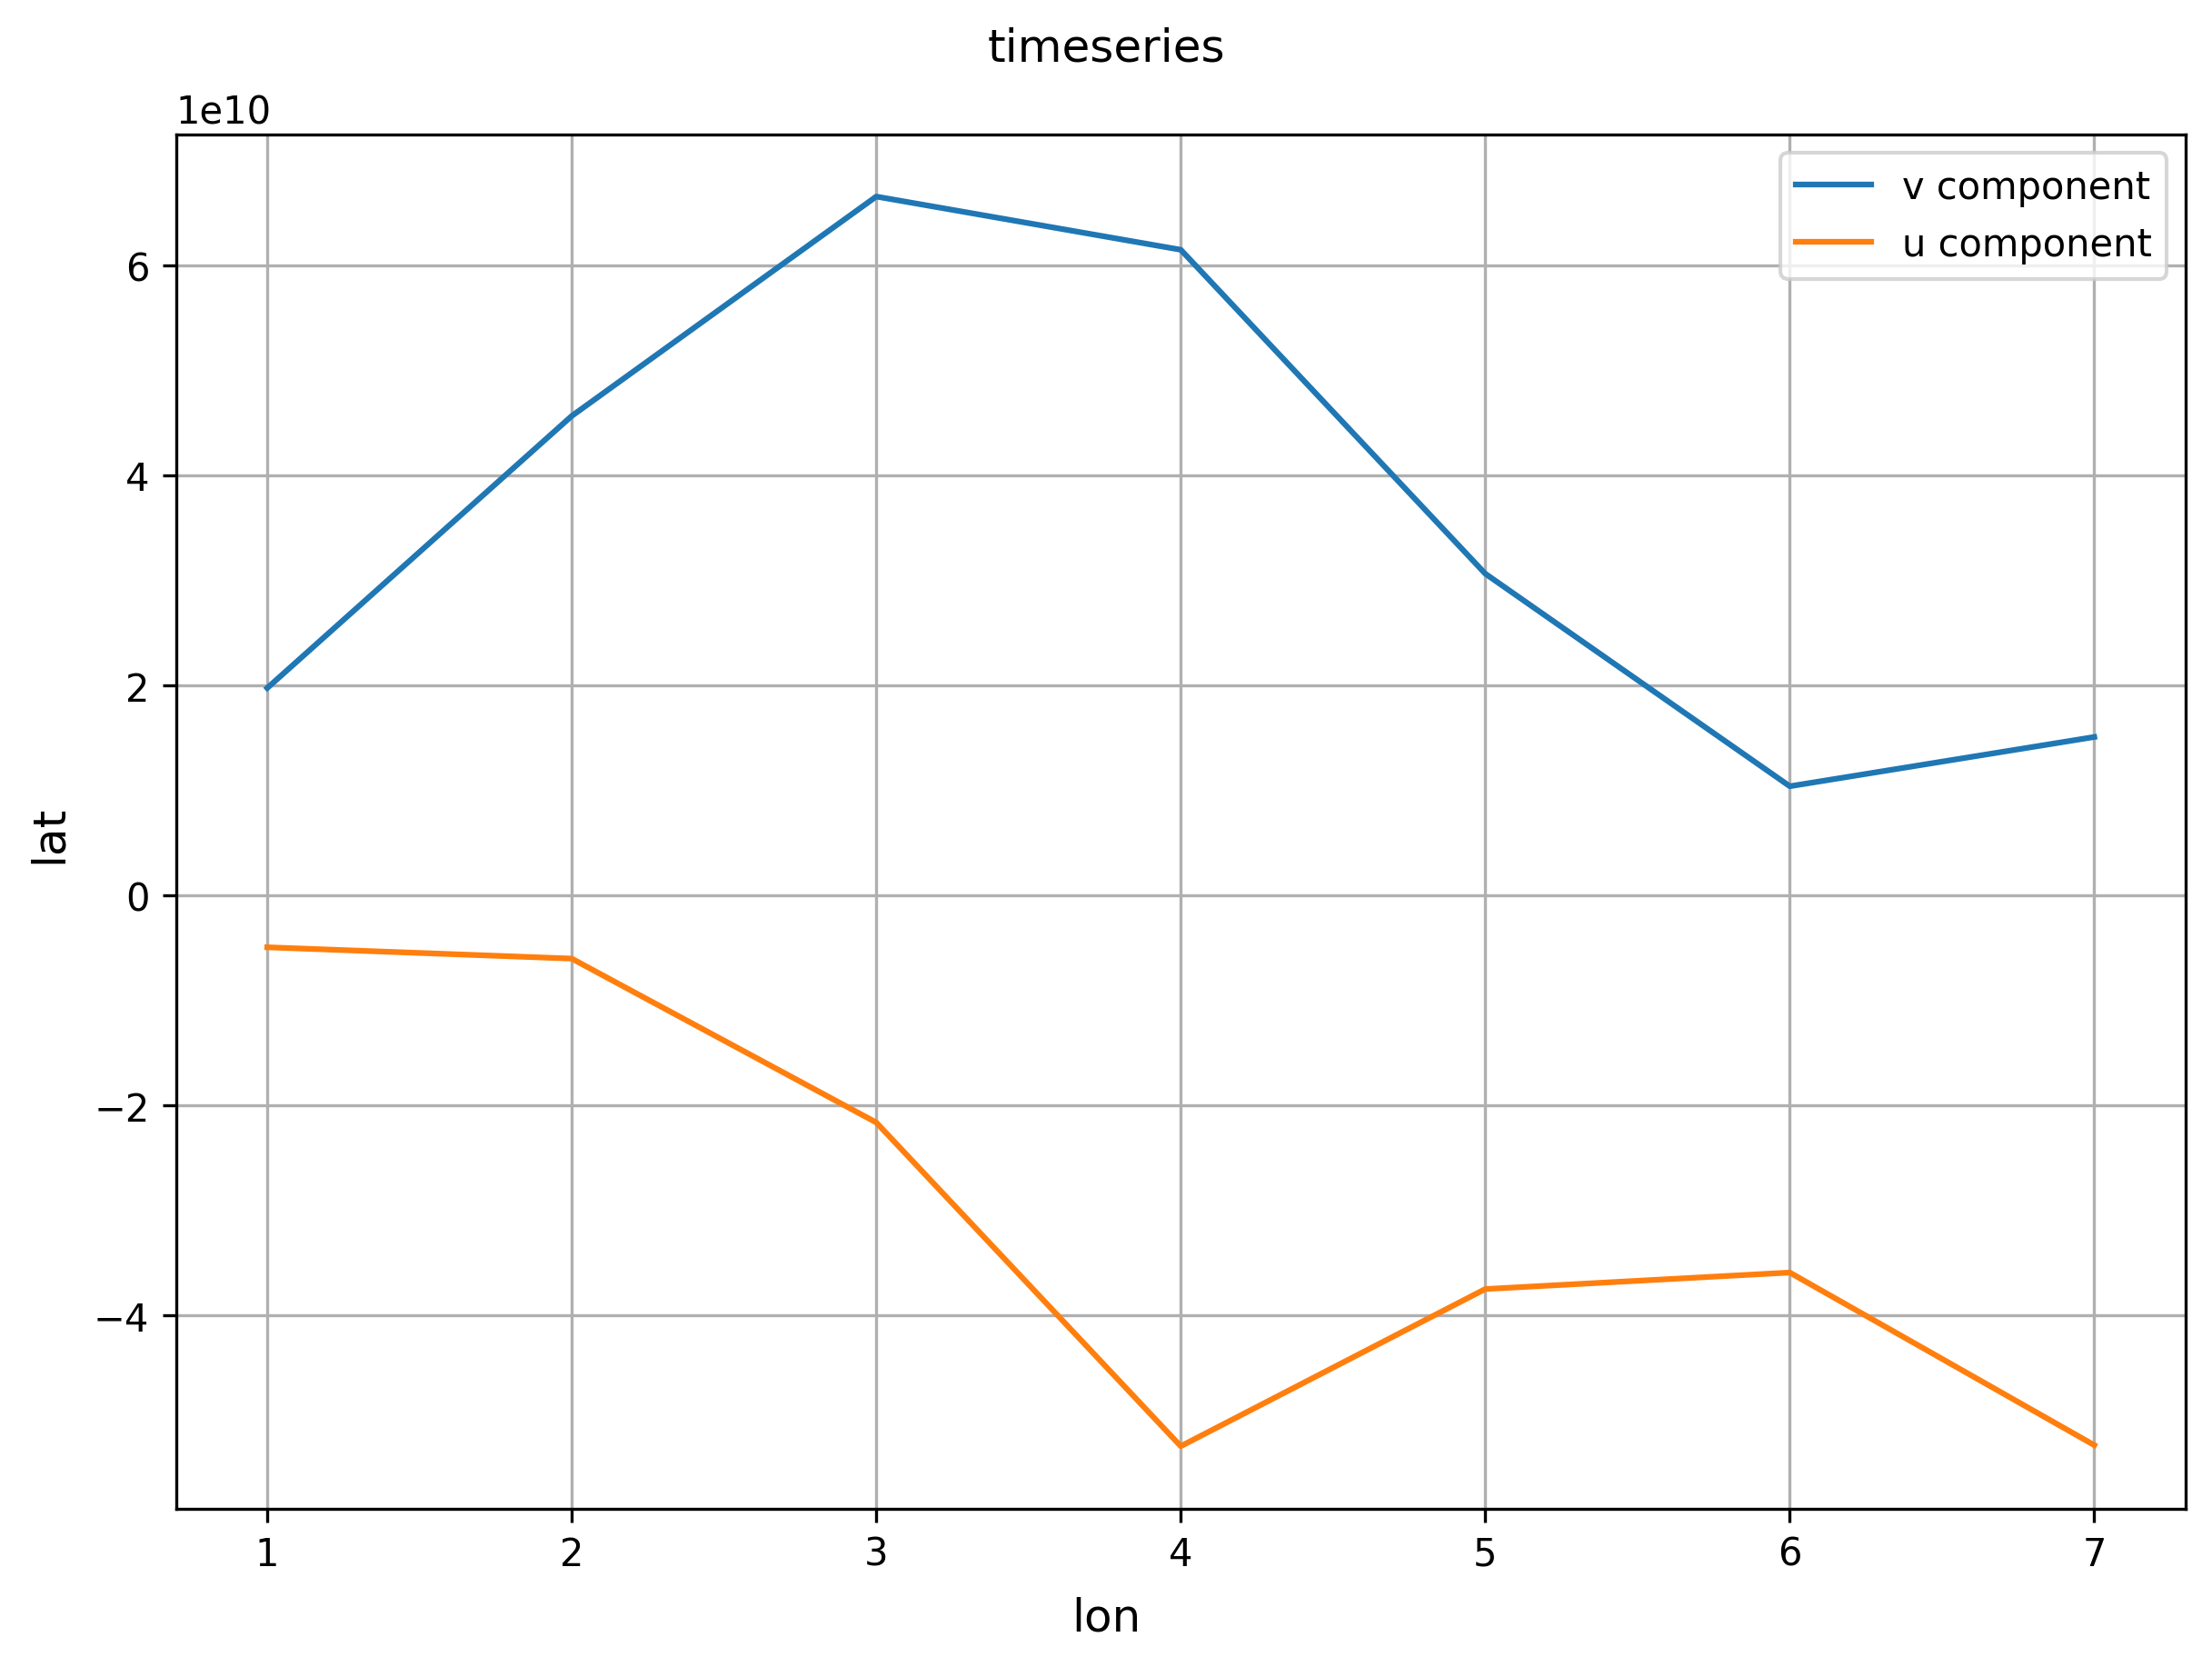 timeseries
1e10
v component
u component
6
4
2
0
−2
−4
lat
1 2 3 4 5 6 7
lon